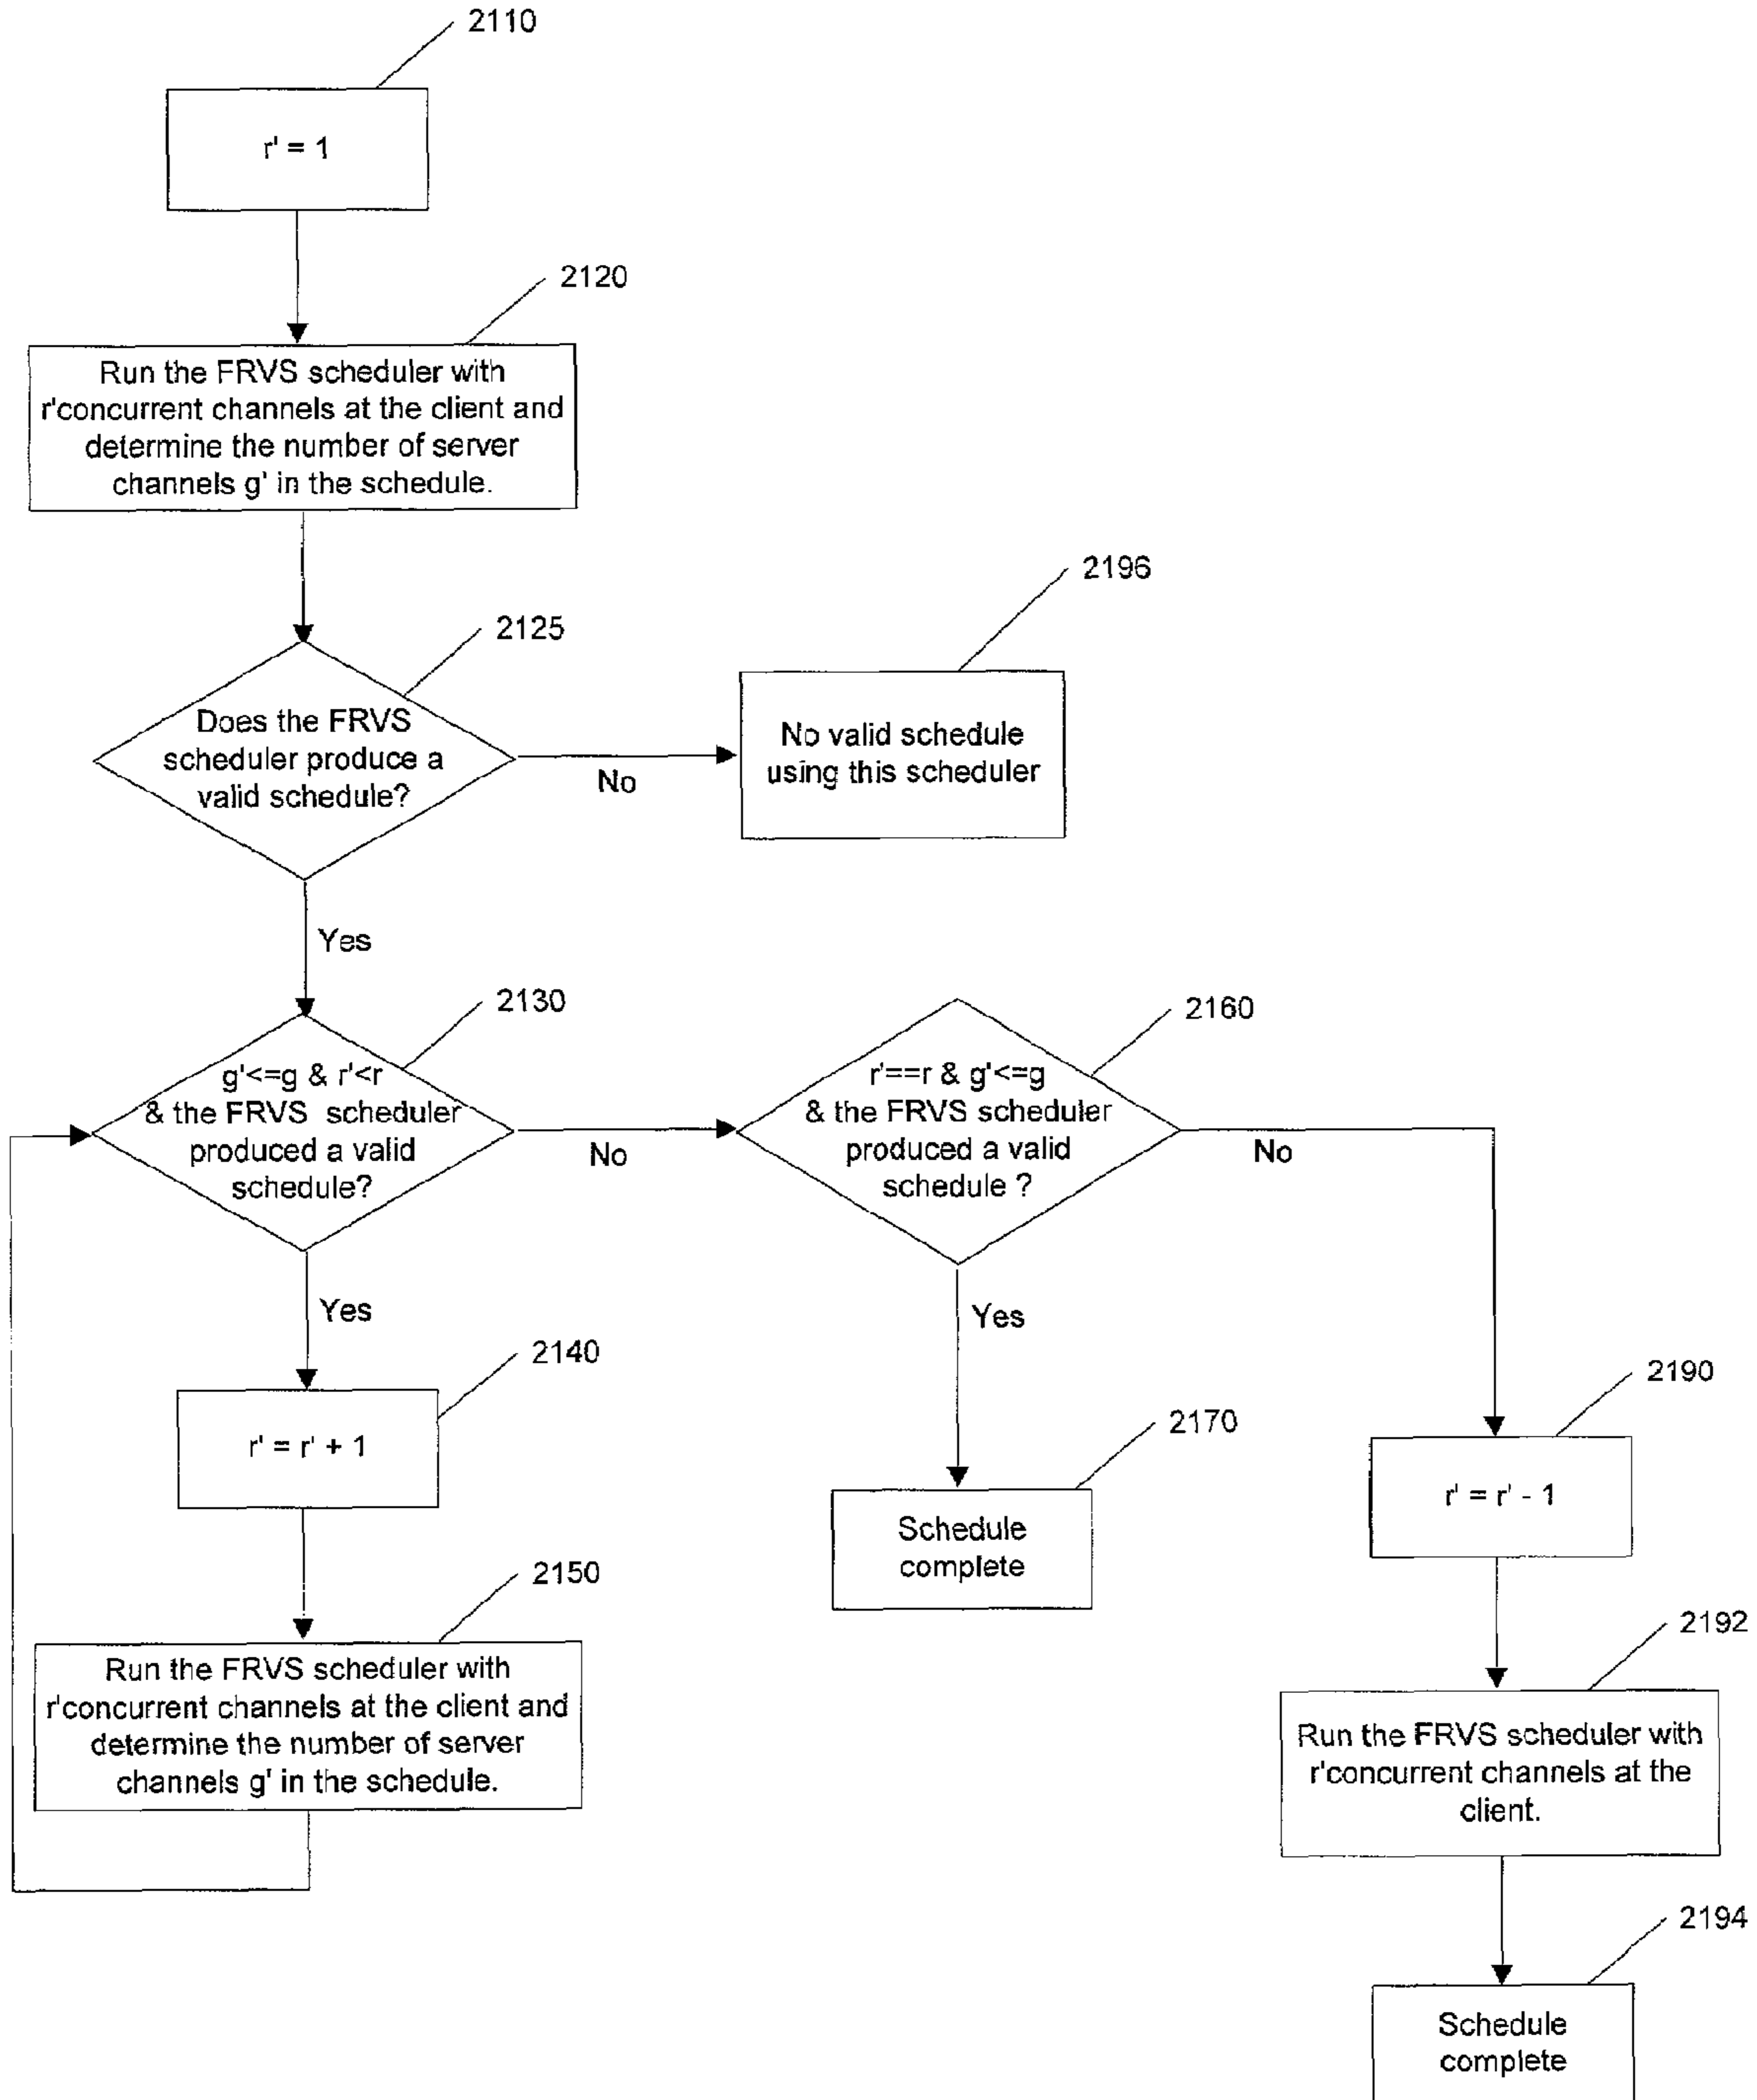 2110
r' = 1
2120
Run the FRVS scheduler with
r'concurrent channels at the client and
determine the number of server
channels g' in the schedule.
2125
Does the FRVS
scheduler produce a
valid schedule?
No
2196
No valid schedule
using this scheduler
Yes
2130
g'<=g & r'<r
& the FRVS scheduler
produced a valid
schedule?
No
2160
r'==r & g'<=g
& the FRVS scheduler
produced a valid
schedule ?
No
Yes
2140
r' = r' + 1
Yes
2170
Schedule
complete
2190
r' = r' - 1
2150
Run the FRVS scheduler with
r'concurrent channels at the client and
determine the number of server
channels g' in the schedule.
2192
Run the FRVS scheduler with
r'concurrent channels at the
client.
2194
Schedule
complete